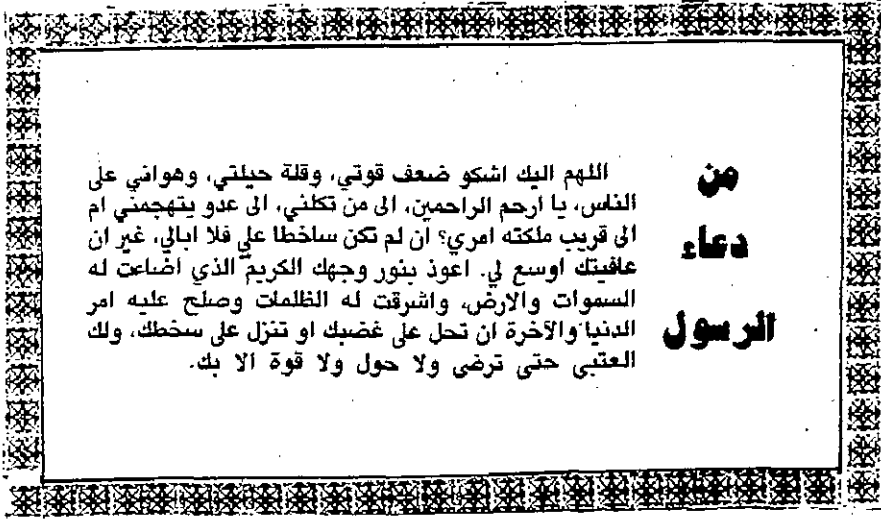 من
دعاء
الرسول
اللهم اليك اشكو ضعف قوتي، وقلة حيلتي، وهواني على
الناس، يا ارحم الراحمين، الى من تكلني، الى عدو يتهجمني ام
الى قريب ملكته امري؟ ان لم تكن ساخطا علي فلا ابالي، غير ان
عافيتك اوسع لي. اعوذ بنور وجهك الكريم الذي اضاءت له
السموات والارض، واشرقت له الظلمات وصلح عليه امر
الدنيا والآخرة ان تحل على غضبك او تنزل على سخطك، ولك
العتبى حتى ترضى ولا حول ولا قوة الا بك.